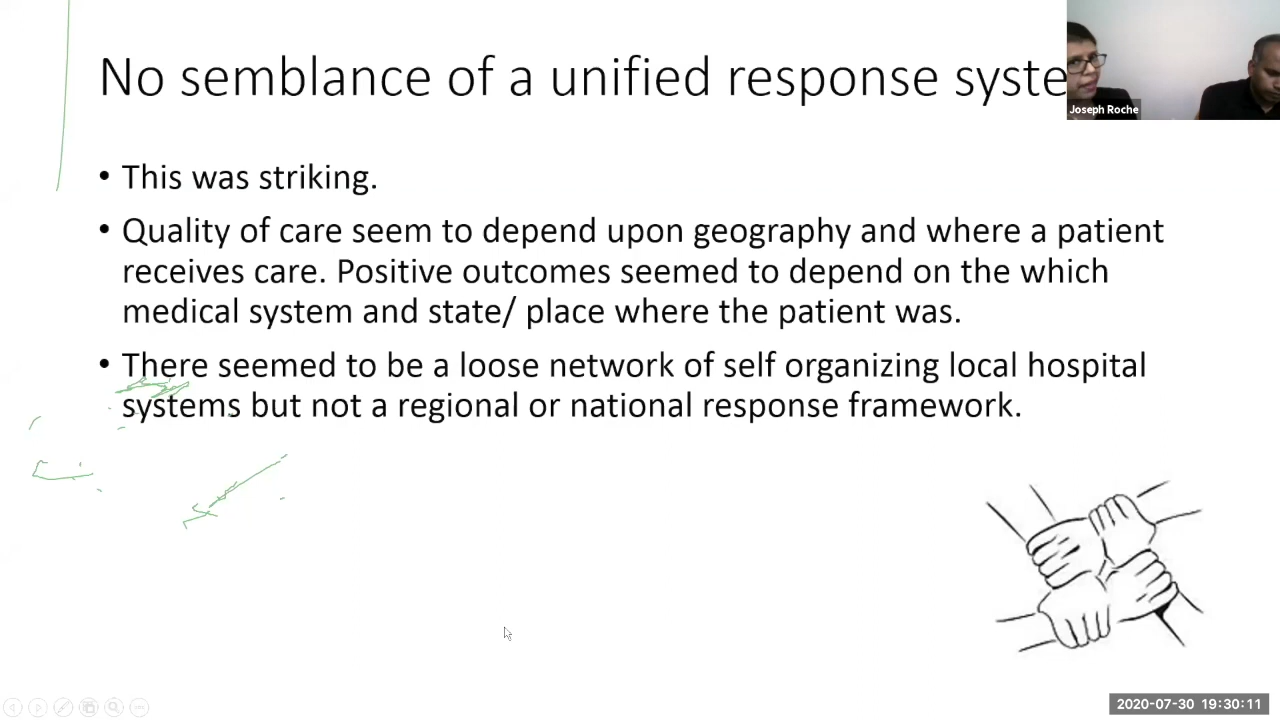 No semblance of a unified response syste
Joseph Roche
• This was striking.
• Quality of care seem to depend upon geography and where a patient
receives care. Positive outcomes seemed to depend on the which
medical system and state/ place where the patient was.
• There seemed to be a loose network of self organizing local hospital
systems but not a regional or national response framework.
2020-07-30 19:30:11